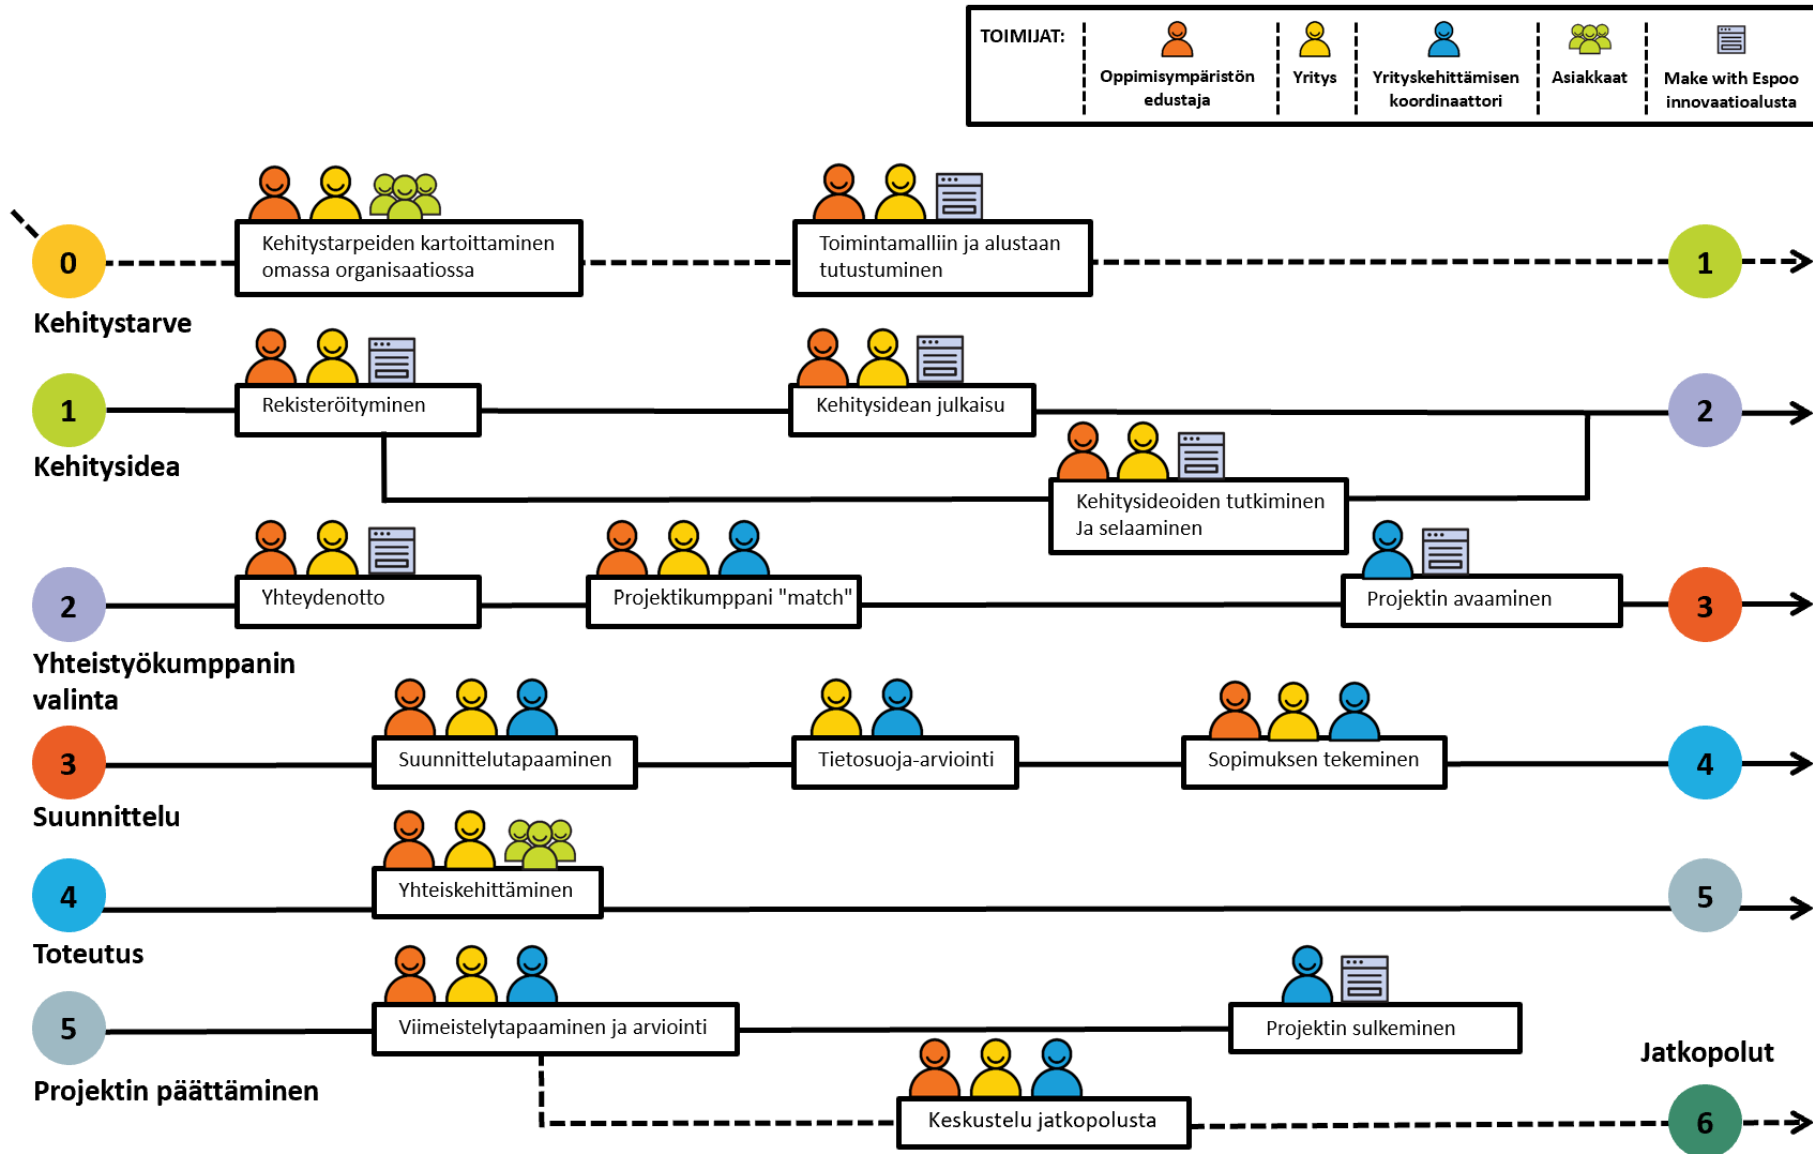 TOIMIJAT:
Oppimisympäristön
edustaja
Yritys
Yrityskehittämisen
koordinaattori
Asiakkaat
Make with Espoo
innovaatioalusta
0
Kehitystarpeiden kartoittaminen
omassa organisaatiossa
Toimintamalliin ja alustaan
tutustuminen
1
Kehitystarve
1
Rekisteröityminen
Kehitysidean julkaisu
2
Kehitysidea
Kehitysideoiden tutkiminen
Ja selaaminen
2
Yhteydenotto
Projektikumppani "match"
Projektin avaaminen
3
Yhteistyökumppanin
valinta
3
Suunnittelutapaaminen
Tietosuoja-arviointi
Sopimuksen tekeminen
4
Suunnittelu
4
Yhteiskehittäminen
5
Toteutus
5
Viimeistelytapaaminen ja arviointi
Projektin sulkeminen
Projektin päättäminen
Jatkopolut
Keskustelu jatkopolusta
6